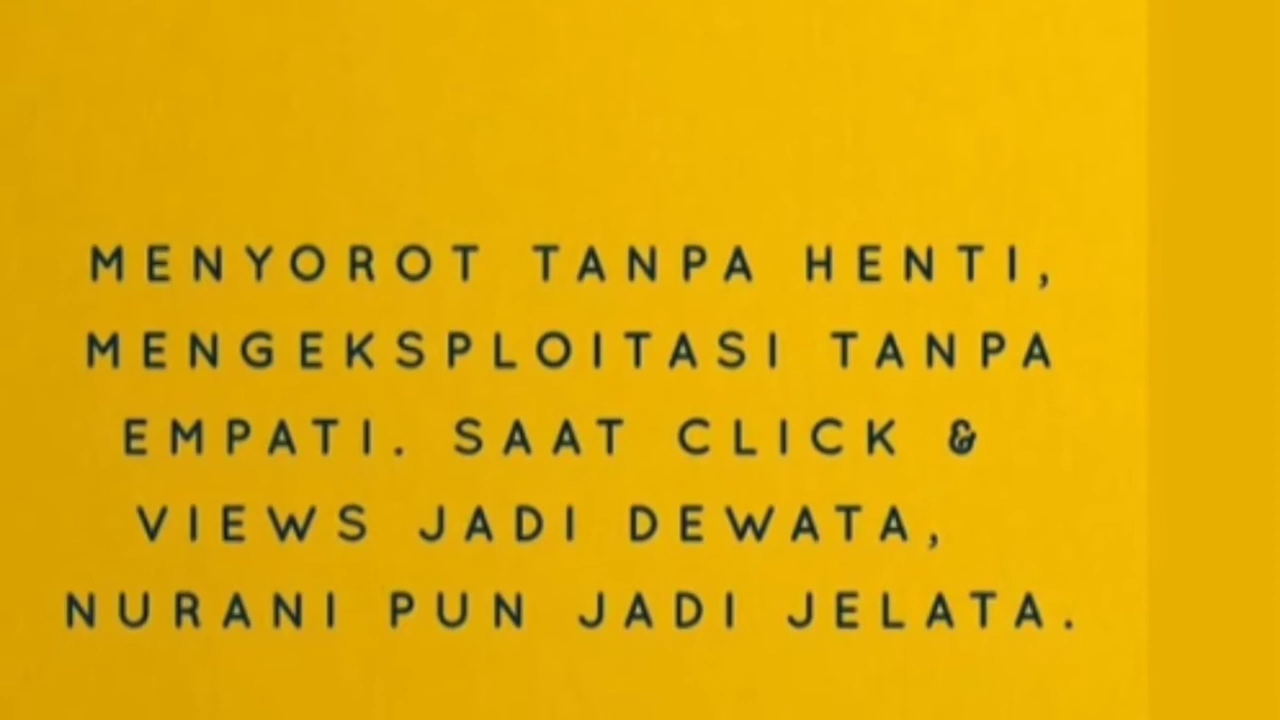 MENYOROT TANPA HENTI,
MENGEKSPLOITASI TANPA
EMPATI. SAAT CLICK &
VIEWS JADI DEWATA,
NURANI PUN JADI JELATA.